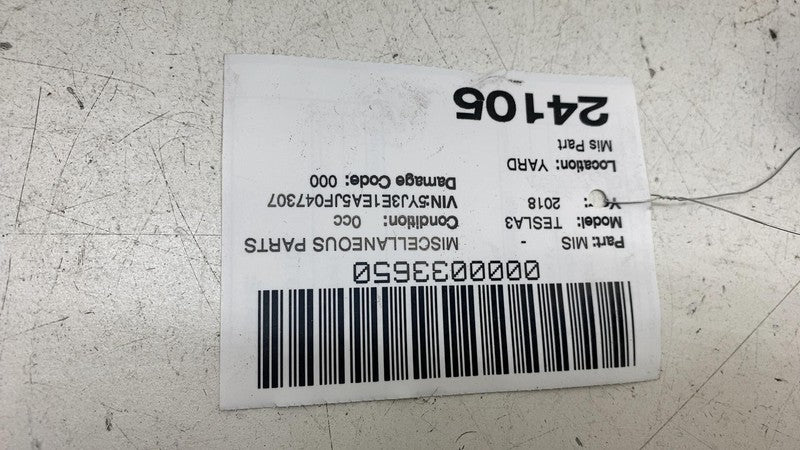 0000033650
Part: MIS - MISCELLANEOUS PARTS
Model: TESLA3 Condition: 0cc
2018 VIN:5YJ3E1EA5JF047307
Location: YARD Damage Code: 000
Mis Part
24105